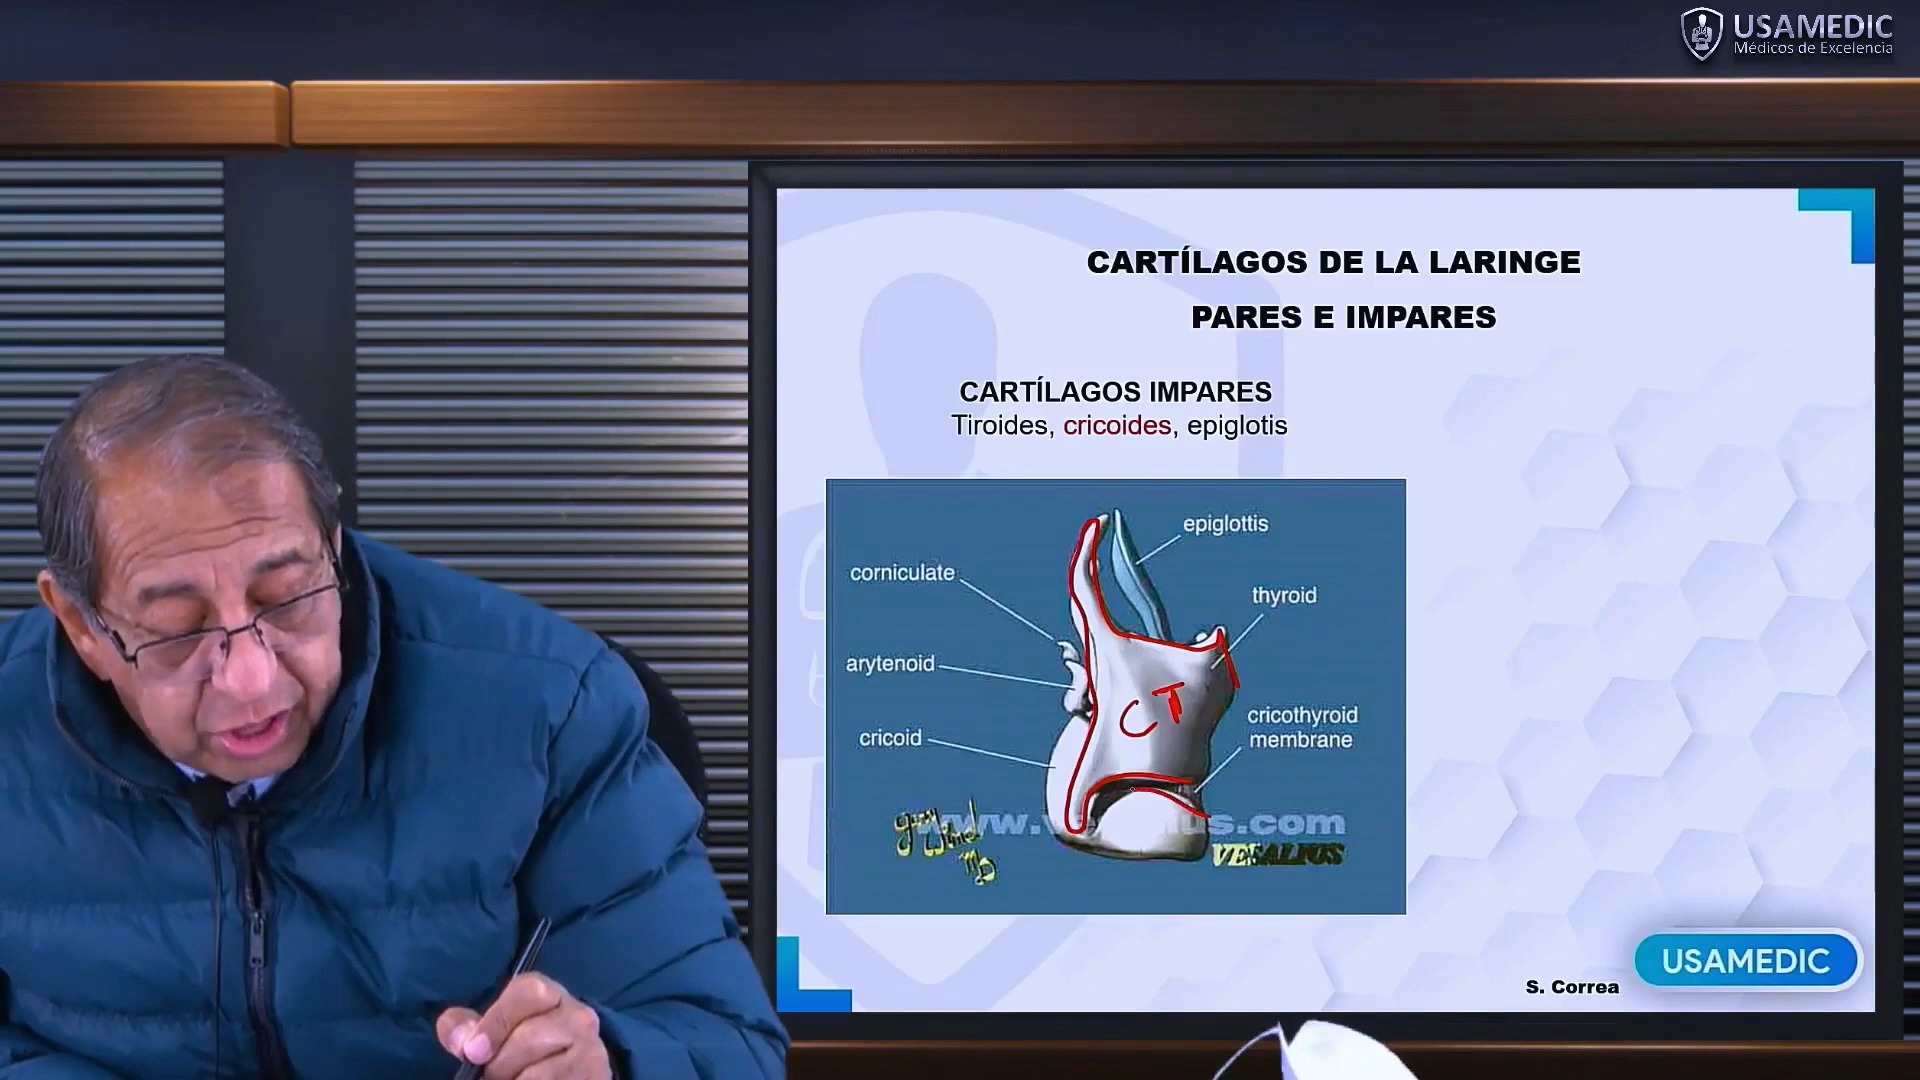 USAMEDIC
Médicos de Excelencia
CARTÍLAGOS DE LA LARINGE
PARES E IMPARES
CARTÍLAGOS IMPARES
Tiroides, cricoides, epiglotis
epiglottis
corniculate
thyroid
arytenoid
CT
cricothyroid
membrane
cricoid
VESALIUS
USAMEDIC
S. Correa